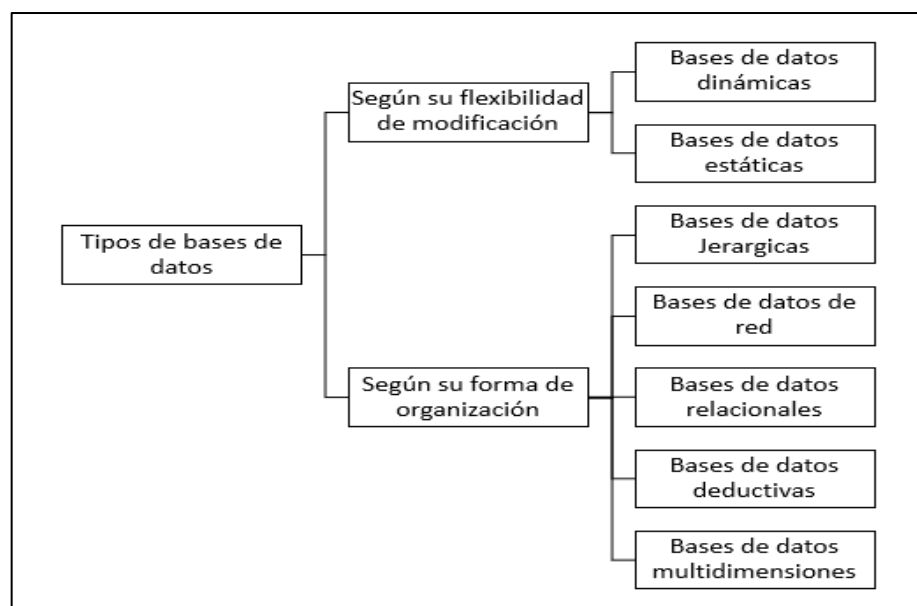 Tipos de bases de
datos
Según su flexibilidad
de modificación
Bases de datos
dinámicas
Bases de datos
estáticas
Según su forma de
organización
Bases de datos
Jerargicas
Bases de datos de
red
Bases de datos
relacionales
Bases de datos
deductivas
Bases de datos
multidimensiones